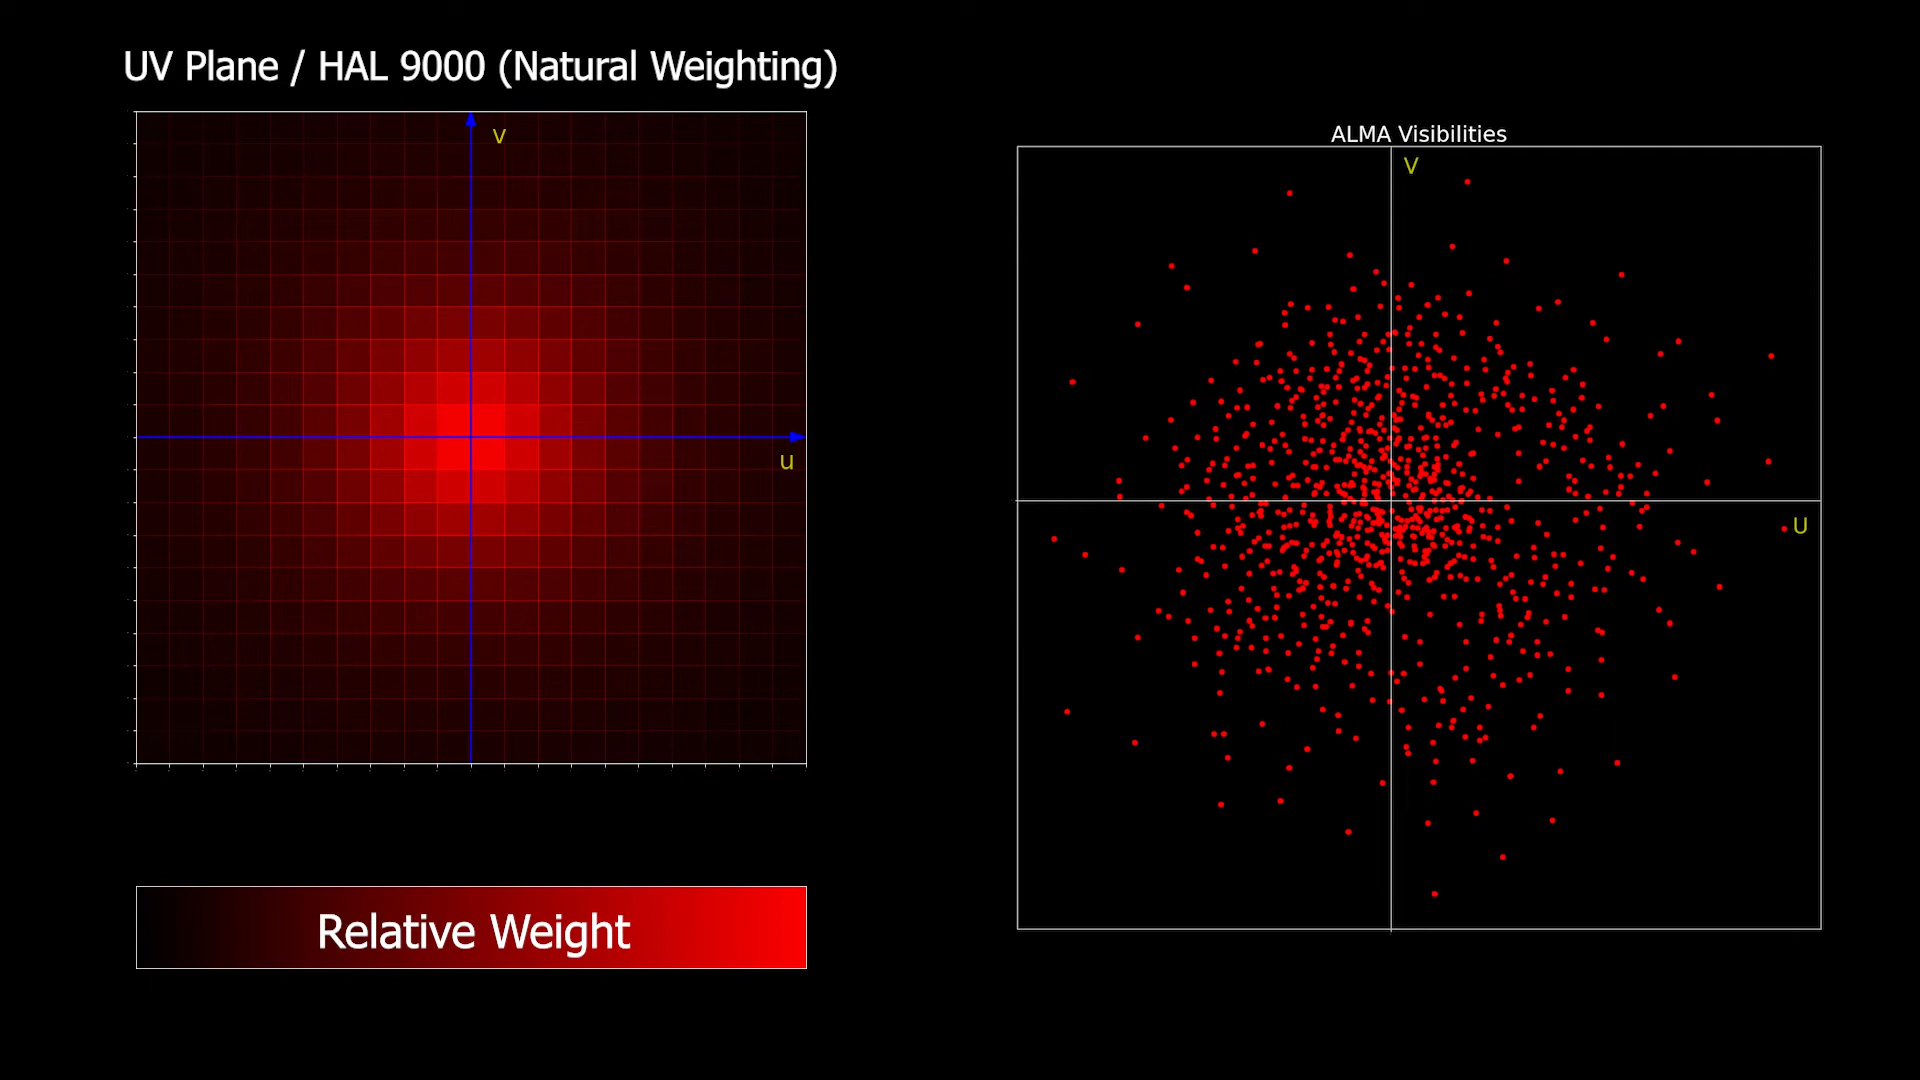 UV Plane / HAL 9000 (Natural Weighting)
v
u
Relative Weight
ALMA Visibilities
V
U